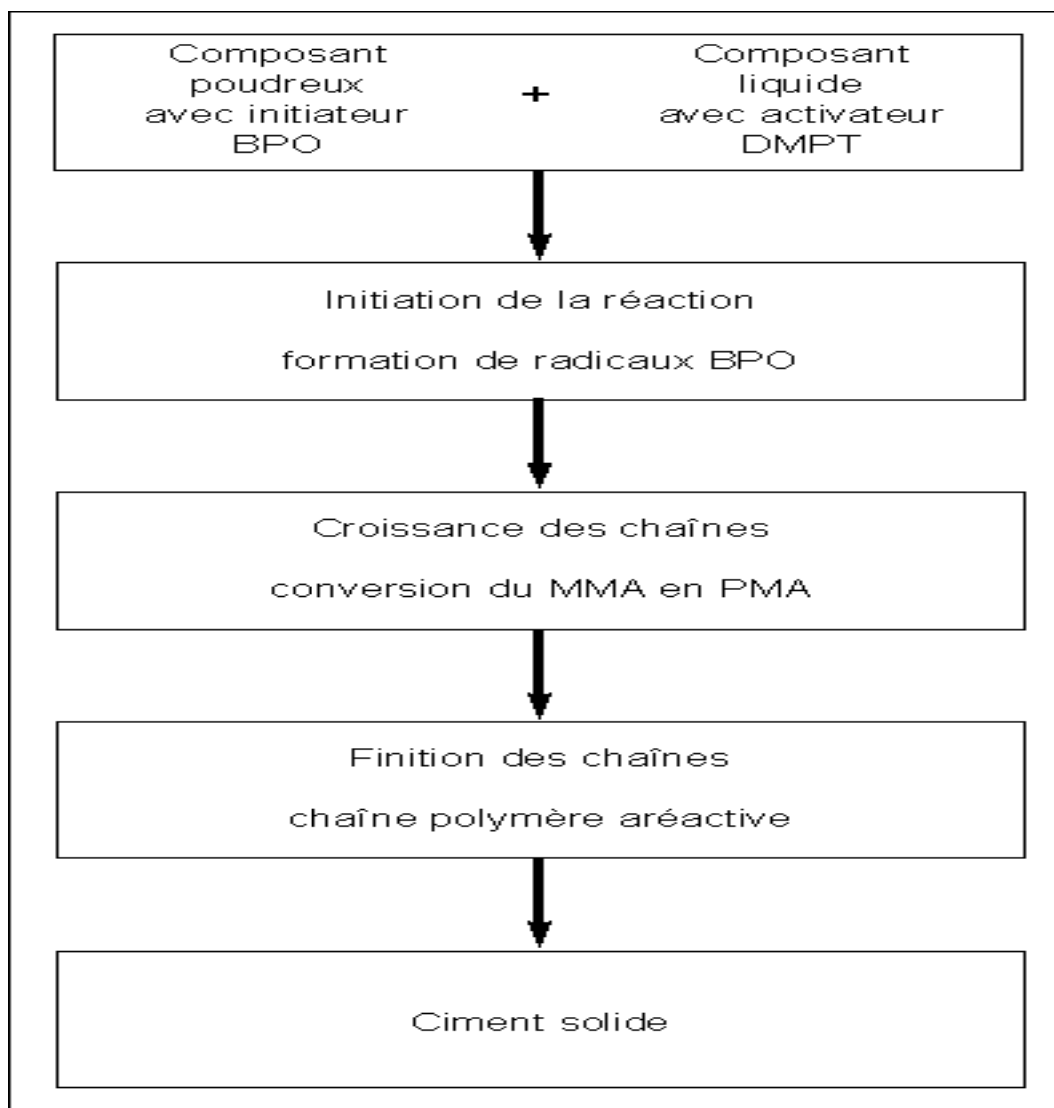 Composant
poudreux
avec initiateur
BPO
+
Composant
liquide
avec activateur
DMPT
Initiation de la réaction
formation de radicaux BPO
Croissance des chaînes
conversion du MMA en PMA
Finition des chaînes
chaîne polymère aréactive
Ciment solide